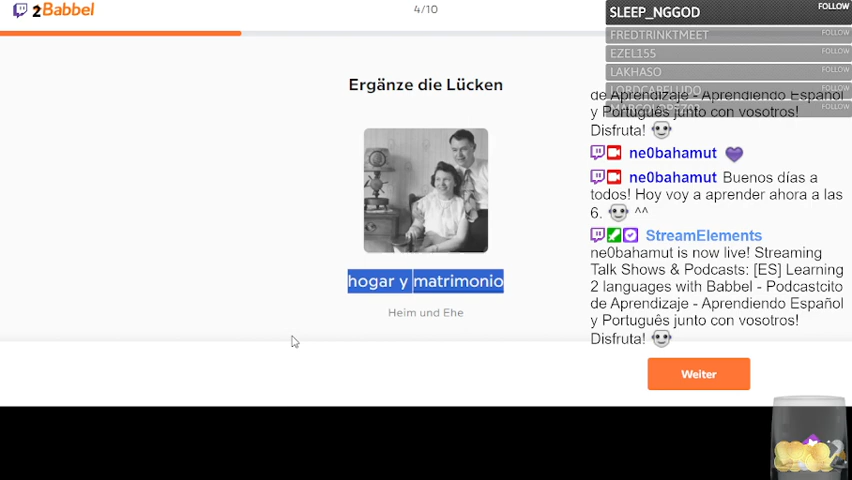 2Babbel
4/10
Ergänze die Lücken
hogar y matrimonio
Heim und Ehe
Weiter
SLEEP_NGGOD FOLLOW
FREDTRINKTMEET FOLLOW
EZEL155 FOLLOW
LAKHASO FOLLOW
LORDCABELUDO FOLLOW
FOLLOW
de Aprendizaje - Aprendiendo Español
y Português junto con vosotros!
Disfruta!
ne0bahamut
ne0bahamut Buenos días a
todos! Hoy voy a aprender ahora a las
6. ^^
StreamElements
ne0bahamut is now live! Streaming
Talk Shows & Podcasts: [ES] Learning
2 languages with Babbel - Podcastcito
de Aprendizaje - Aprendiendo Español
y Português junto con vosotros!
Disfruta!